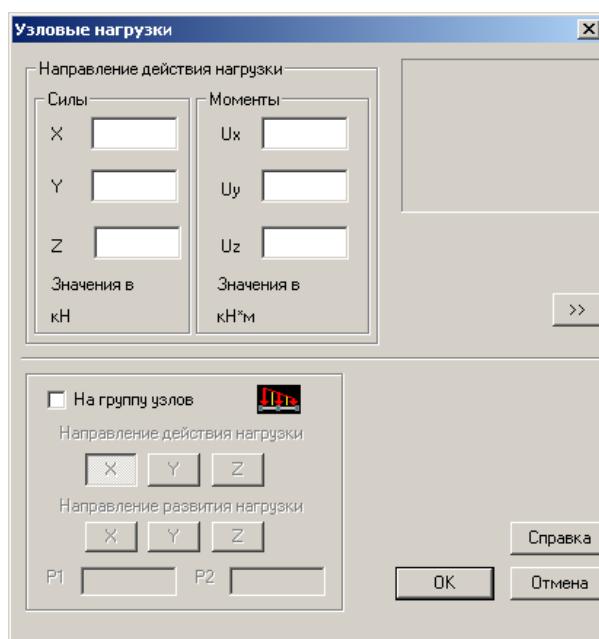 Узловые нагрузки
Направление действия нагрузки
Силы
Моменты
X
Ux
Y
Uy
Z
Uz
Значения в
кН
Значения в
кН*м
>>
На группу узлов
Направление действия нагрузки
X Y Z
Направление развития нагрузки
X Y Z
P1 P2
Справка
OK
Отмена